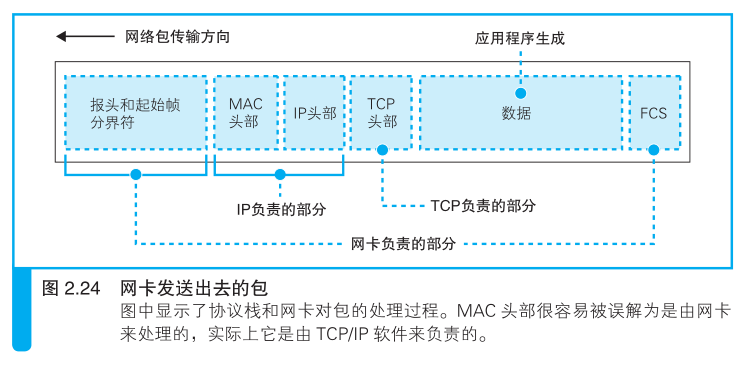 网络包传输方向
应用程序生成
报头和起始帧
分界符
MAC
头部
IP头部
TCP
头部
数据
FCS
IP负责的部分
TCP负责的部分
网卡负责的部分
图 2.24 网卡发送出去的包
图中显示了协议栈和网卡对包的处理过程。MAC 头部很容易被误解为是由网卡
来处理的，实际上它是由 TCP/IP 软件来负责的。